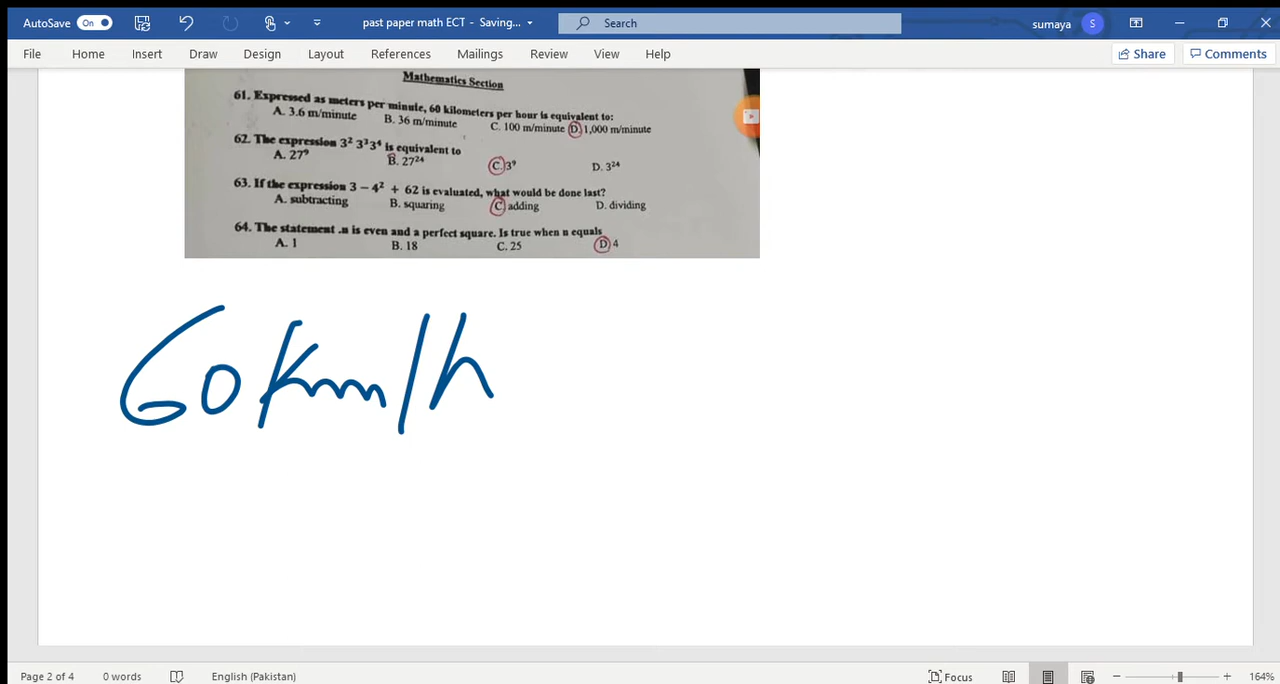 AutoSave On past paper math ECT - Saving... Search sumaya S
File Home Insert Draw Design Layout References Mailings Review View Help Share Comments
Mathematics Section
61. Expressed as meters per minute, 60 kilometers per hour is equivalent to:
A. 3.6 m/minute B. 36 m/minute C. 100 m/minute D. 1,000 m/minute
62. The expression 3² 3³3⁴ is equivalent to
A. 27⁹ B. 27²⁴ C. 3⁹ D. 3²⁴
63. If the expression 3 – 4² + 62 is evaluated, what would be done last?
A. subtracting B. squaring C. adding D. dividing
64. The statement .n is even and a perfect square. Is true when n equals
A. 1 B. 18 C. 25 D 4
60 km/h
Page 2 of 4 0 words English (Pakistan) Focus 164%